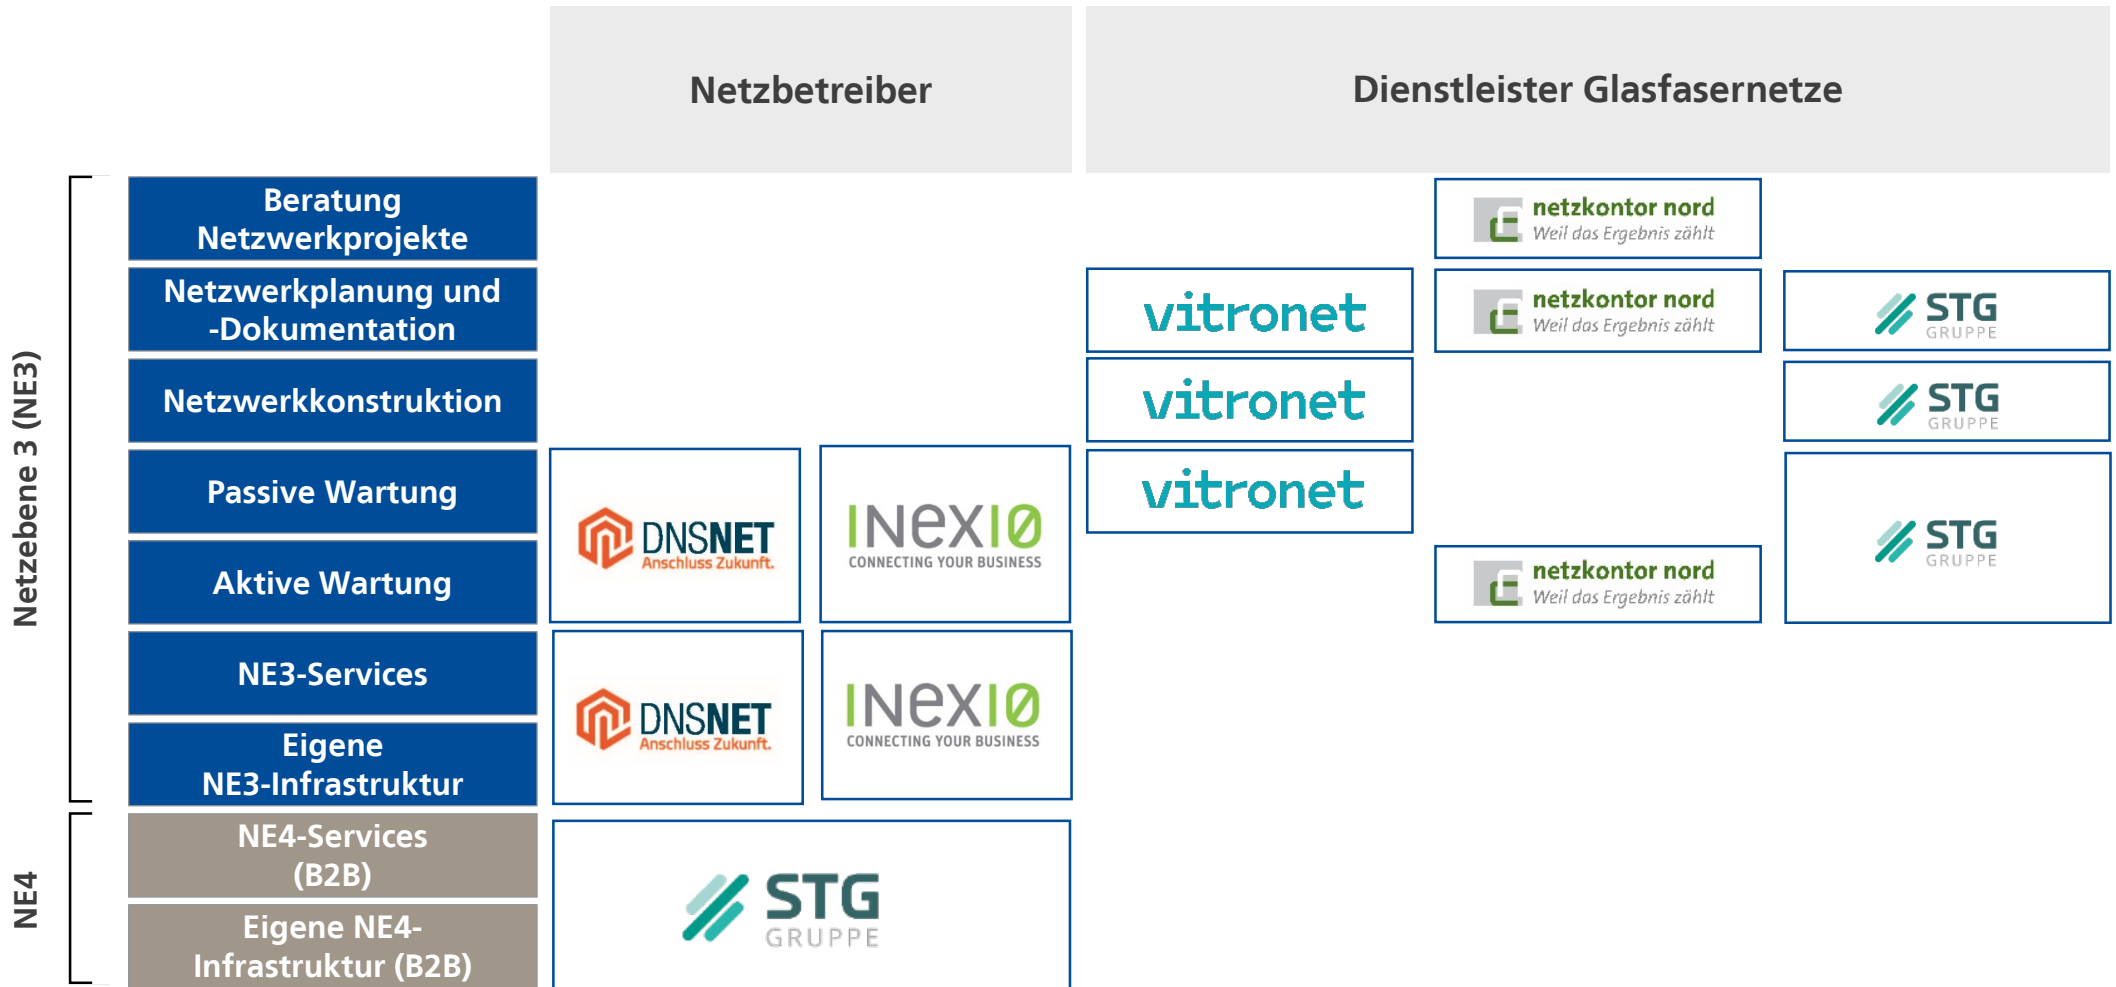 Netzbetreiber
Dienstleister Glasfasernetze
Netzebene 3 (NE3)
Beratung
Netzwerkprojekte
netzkontor nord
Weil das Ergebnis zählt
Netzwerkplanung und
-Dokumentation
vitronet
netzkontor nord
Weil das Ergebnis zählt
STG
GRUPPE
Netzwerkkonstruktion
vitronet
STG
GRUPPE
Passive Wartung
DNSNET
Anschluss Zukunft.
INEXIO
CONNECTING YOUR BUSINESS
vitronet
STG
GRUPPE
Aktive Wartung
netzkontor nord
Weil das Ergebnis zählt
NE3-Services
DNSNET
Anschluss Zukunft.
INEXIO
CONNECTING YOUR BUSINESS
Eigene
NE3-Infrastruktur
NE4
NE4-Services
(B2B)
STG
GRUPPE
Eigene NE4-
Infrastruktur (B2B)